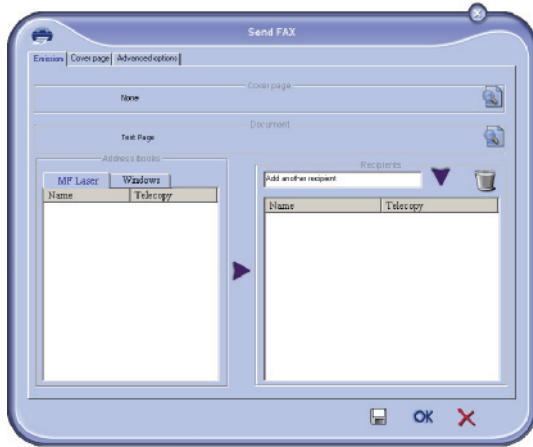 Send FAX
Emission Cover page Advanced options
Cover page
None
Document
Test Page
Address Books
MF Laser Windows
Name Telecopy
Recipients
Add another recipient
Name Telecopy
OK